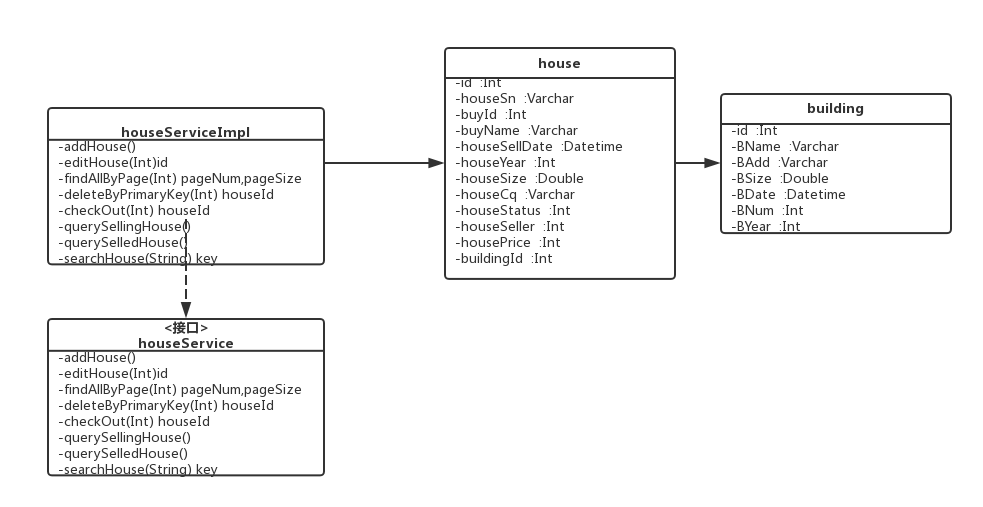 houseServiceImpl
-addHouse()
-editHouse(Int)id
-findAllByPage(Int) pageNum,pageSize
-deleteByPrimaryKey(Int) houseId
-checkOut(Int) houseId
-querySellingHouse()
-querySelledHouse()
-searchHouse(String) key
<接口>
houseService
-addHouse()
-editHouse(Int)id
-findAllByPage(Int) pageNum,pageSize
-deleteByPrimaryKey(Int) houseId
-checkOut(Int) houseId
-querySellingHouse()
-querySelledHouse()
-searchHouse(String) key
house
-id :Int
-houseSn :Varchar
-buyId :Int
-buyName :Varchar
-houseSellDate :Datetime
-houseYear :Int
-houseSize :Double
-houseCq :Varchar
-houseStatus :Int
-houseSeller :Int
-housePrice :Int
-buildingId :Int
building
-id :Int
-BName :Varchar
-BAdd :Varchar
-BSize :Double
-BDate :Datetime
-BNum :Int
-BYear :Int